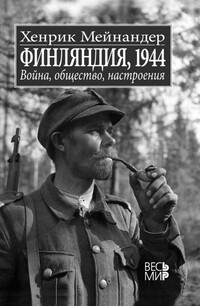 Хенрик Мейнандер
ФИНЛЯНДИЯ, 1944
Война, общество, настроения
ВЕСЬ
МИР